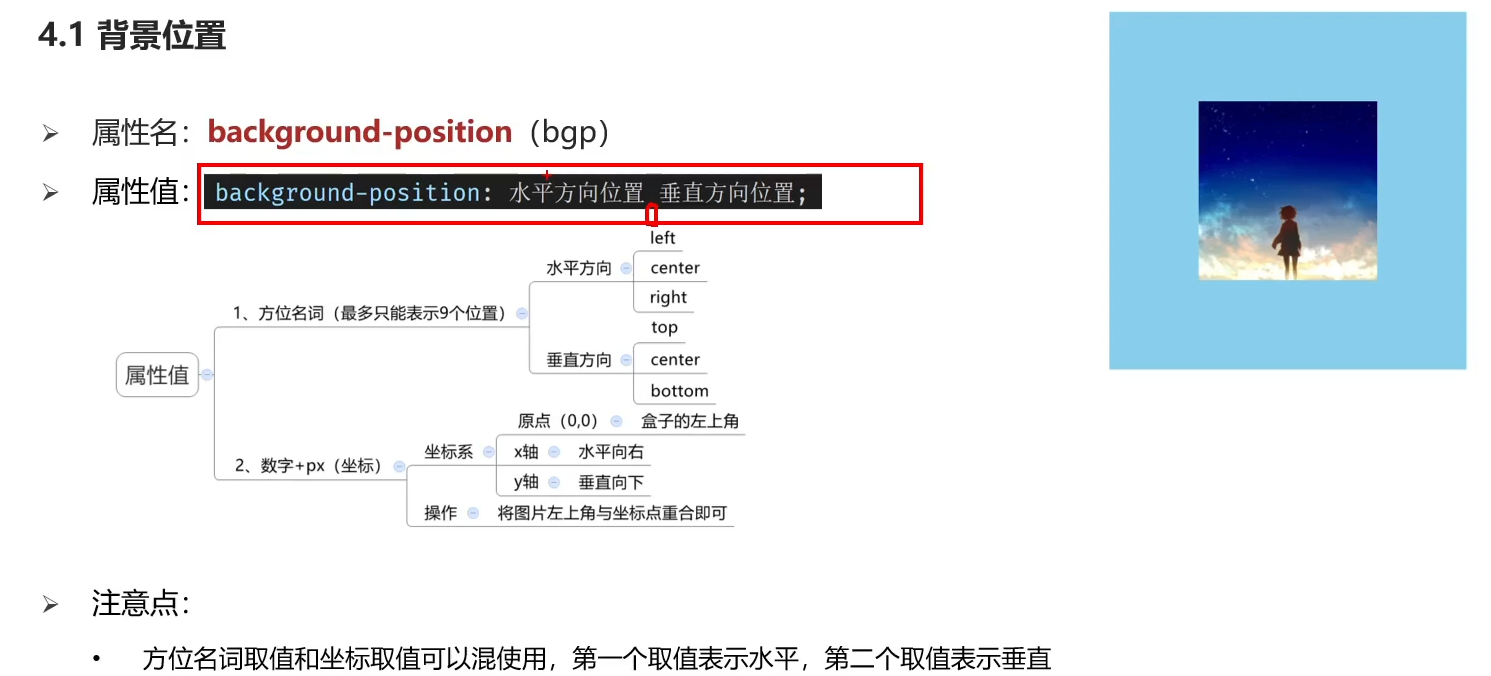 4.1 背景位置
➢ 属性名：background-position（bgp）
➢ 属性值：background-position: 水平方向位置 垂直方向位置;
left
水平方向
center
right
1、方位名词（最多只能表示9个位置）
top
垂直方向
center
bottom
属性值
原点（0,0） 盒子的左上角
坐标系
x轴 水平向右
2、数字+px（坐标）
y轴 垂直向下
操作 将图片左上角与坐标点重合即可
➢ 注意点：
• 方位名词取值和坐标取值可以混使用，第一个取值表示水平，第二个取值表示垂直